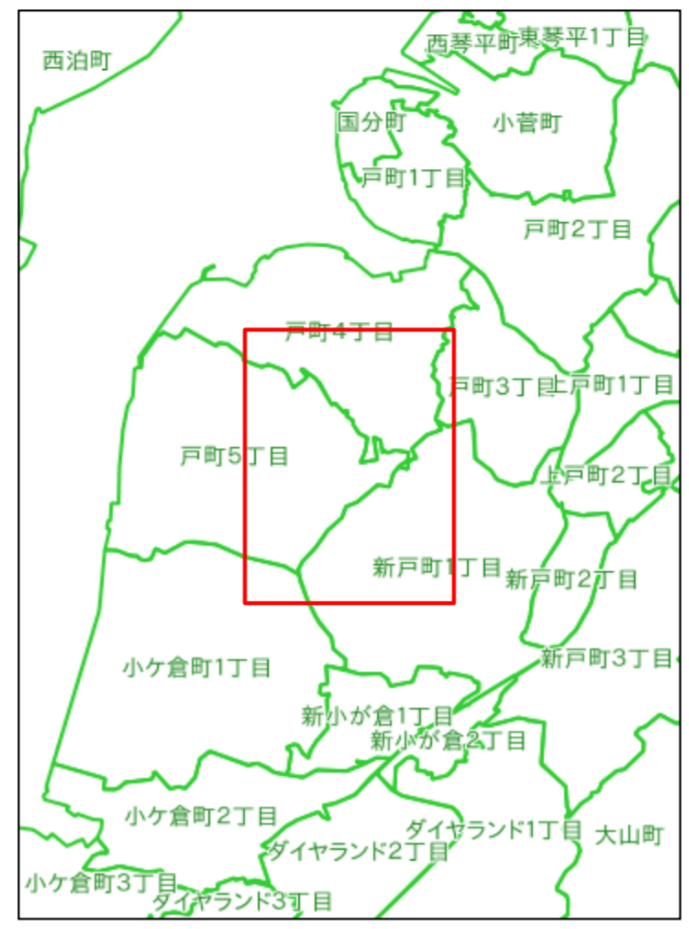 西泊町
西琴平町
東琴平1丁目
国分町
小菅町
戸町1丁目
戸町2丁目
戸町4丁目
戸町3丁目
上戸町1丁目
戸町5丁目
上戸町2丁目
新戸町1丁目
新戸町2丁目
小ケ倉町1丁目
新戸町3丁目
新小が倉1丁目
新小が倉2丁目
小ケ倉町2丁目
ダイヤランド1丁目
大山町
ダイヤランド2丁目
小ケ倉町3丁目
ダイヤランド3丁目